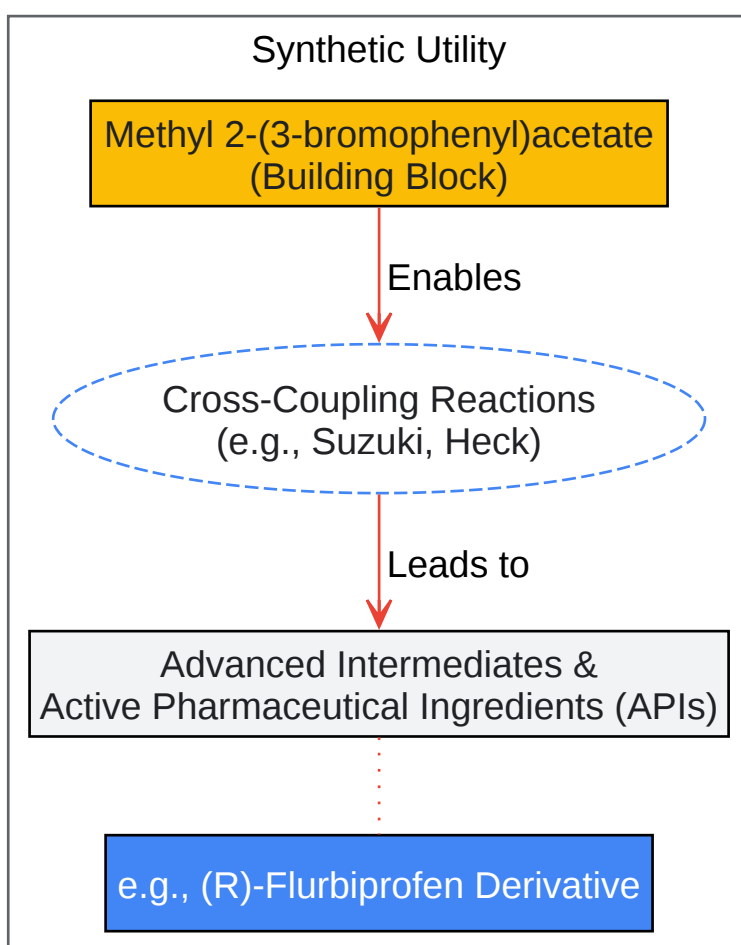 Synthetic Utility
Methyl 2-(3-bromophenyl)acetate
(Building Block)
Enables
Cross-Coupling Reactions
(e.g., Suzuki, Heck)
Leads to
Advanced Intermediates &
Active Pharmaceutical Ingredients (APIs)
e.g., (R)-Flurbiprofen Derivative